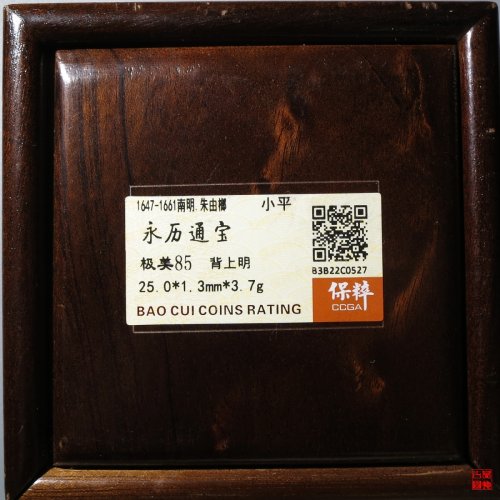 1647-1661南明.朱由榔 小平
永历通宝
极美85 背上明
25.0*1.3mm*3.7g
BAO CUI COINS RATING
B3B22C0527
保粹
CCGA